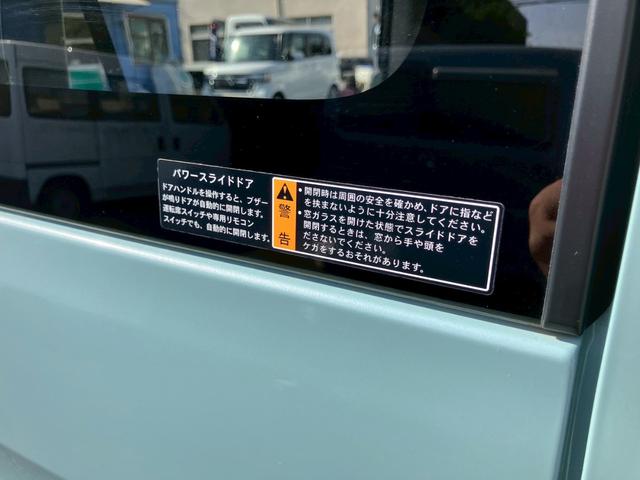 パワースライドドア
ドアハンドルを操作すると、ブザー
が鳴りドアが自動的に開閉します。
運転席スイッチや専用リモコン
スイッチでも、自動的に開閉します。
警告
・開閉時は周囲の安全を確かめ、ドアに指など
を挟まないように十分注意してください。
・窓ガラスを開けた状態でスライドドアを
開閉するときは、窓から手や頭を
ださないでください。
ケガをするおそれがあります。